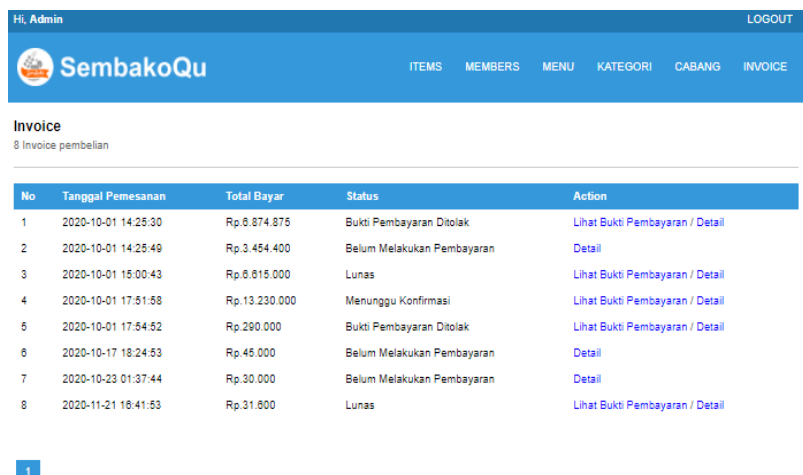 Hi, Admin LOGOUT
SembakoQu ITEMS MEMBERS MENU KATEGORI CABANG INVOICE
Invoice
8 Invoice pembelian
No Tanggal Pemesanan Total Bayar Status Action
1 2020-10-01 14:25:30 Rp.6.874.875 Bukti Pembayaran Ditolak Lihat Bukti Pembayaran / Detail
2 2020-10-01 14:25:49 Rp.3.454.400 Belum Melakukan Pembayaran Detail
3 2020-10-01 15:00:43 Rp.6.615.000 Lunas Lihat Bukti Pembayaran / Detail
4 2020-10-01 17:51:58 Rp.13.230.000 Menunggu Konfirmasi Lihat Bukti Pembayaran / Detail
5 2020-10-01 17:54:52 Rp.290.000 Bukti Pembayaran Ditolak Lihat Bukti Pembayaran / Detail
6 2020-10-17 18:24:53 Rp.45.000 Belum Melakukan Pembayaran Detail
7 2020-10-23 01:37:44 Rp.30.000 Belum Melakukan Pembayaran Detail
8 2020-11-21 16:41:53 Rp.31.600 Lunas Lihat Bukti Pembayaran / Detail
1